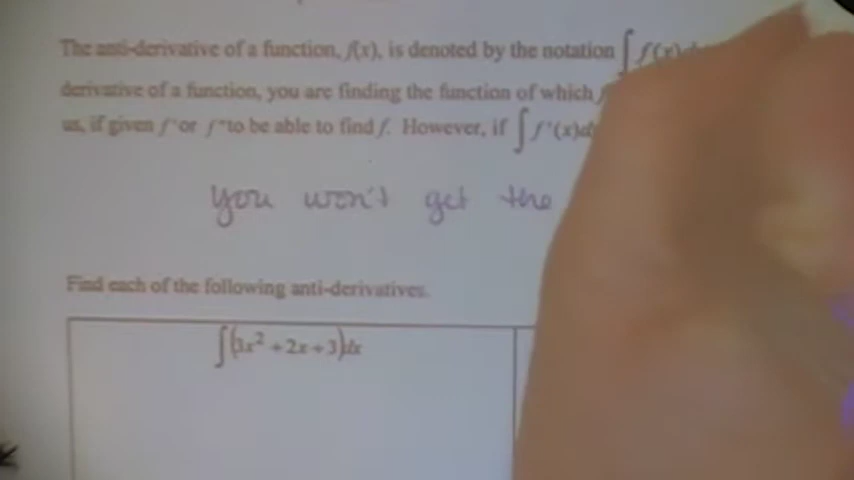 The anti-derivative of a function, f(x), is denoted by the notation ∫ f(x)
derivative of a function, you are finding the function of which
us, if given f' or f'' to be able to find f. However, if ∫ f'(x)d
you won't get the
Find each of the following anti-derivatives.
∫(3x² + 2x + 3)dx